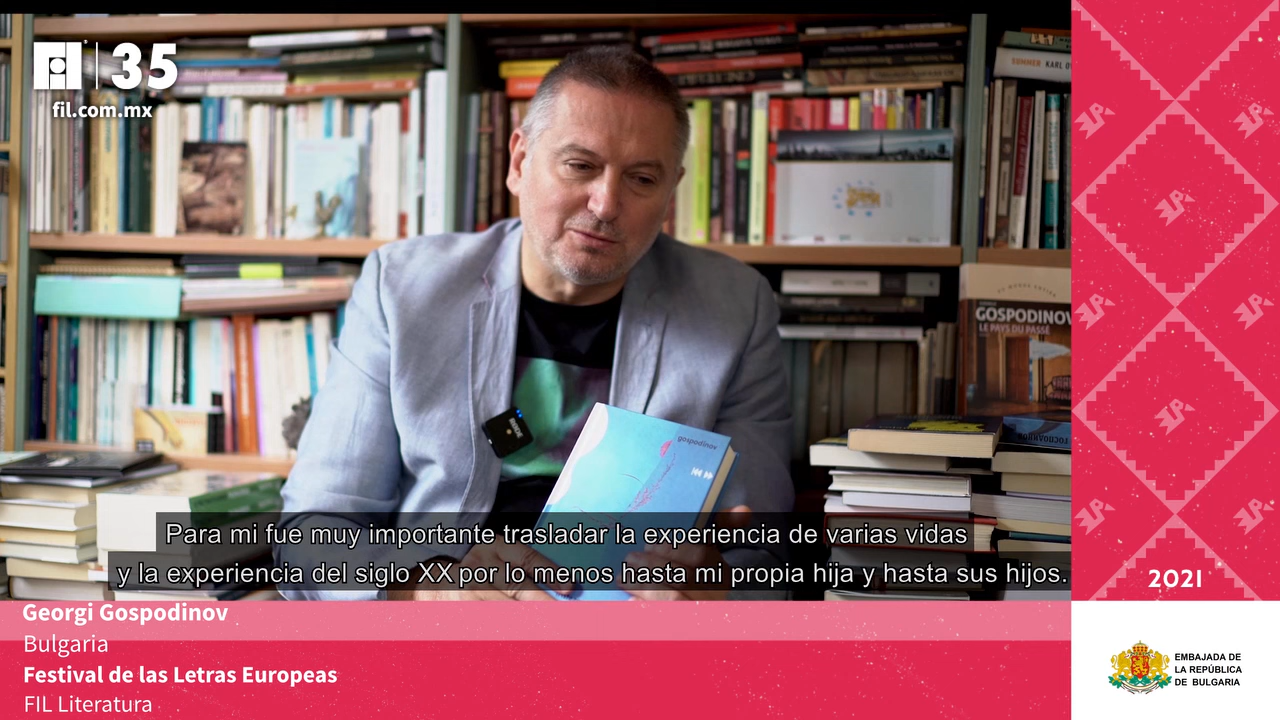 FIL 35
fil.com.mx
SUMMER KARL O
GOSPODINOV
LE PAYS DU PASSÉ
gospodinov
Para mi fue muy importante trasladar la experiencia de varias vidas
y la experiencia del siglo XX por lo menos hasta mi propia hija y hasta sus hijos.
Georgi Gospodinov
Bulgaria
Festival de las Letras Europeas
FIL Literatura
2021
EMBAJADA DE
LA REPÚBLICA
DE BULGARIA